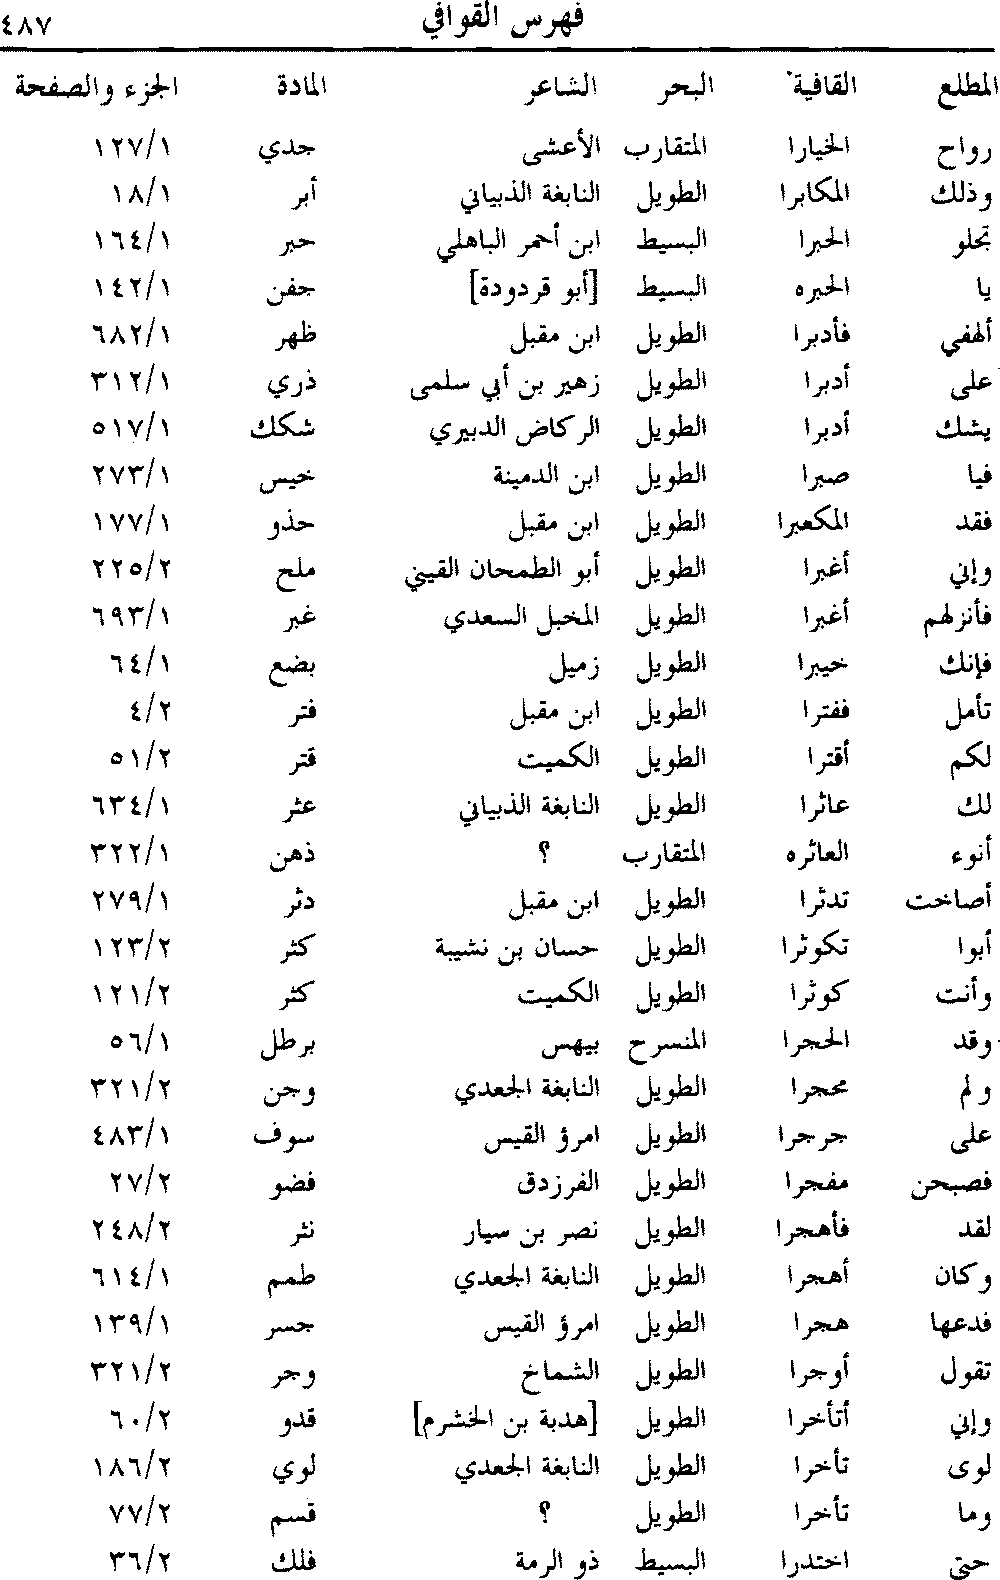 فهرس القوافي ٤٨٧
المطلع القافية البحر الشاعر المادة الجزء والصفحة
رواح الخيارا المتقارب الأعشى جدي ١٢٧/١
وذلك المكابرا الطويل النابغة الذبياني أبر ١٨/١
تجلو الحبرا البسيط ابن أحمر الباهلي حبر ١٦٤/١
يا الحبره البسيط [أبو قردودة] جفن ١٤٢/١
ألهفي فأدبرا الطويل ابن مقبل ظهر ٦٨٢/١
على أدبرا الطويل زهير بن أبي سلمى ذري ٣١٢/١
يشك أدبرا الطويل الركاض الدبيري شكك ٥١٧/١
فيا صبرا الطويل ابن الدمينة خيس ٢٧٣/١
فقد المكعبرا الطويل ابن مقبل حذو ١٧٧/١
وإني أغبرا الطويل أبو الطمحان القيني ملح ٢٢٥/٢
فأنزلهم أغبرا الطويل المخبل السعدي غبر ٦٩٣/١
فإنك خيبرا الطويل زميل بضع ٦٤/١
تأمل ففترا الطويل ابن مقبل فتر ٤/٢
لكم أقترا الطويل الكميت قتر ٥١/٢
لك عاثرا الطويل النابغة الذبياني عثر ٦٣٤/١
أنوء العاثره المتقارب ؟ ذهن ٣٢٢/١
أصاخت تدثرا الطويل ابن مقبل دثر ٢٧٩/١
أبوا تكوثرا الطويل حسان بن نشيبة كثر ١٢٣/٢
وأنت كوثرا الطويل الكميت كثر ١٢١/٢
وقد الحجرا المنسرح بيهس برطل ٥٦/١
ولم محجرا الطويل النابغة الجعدي وجن ٣٢١/٢
على جرجرا الطويل امرؤ القيس سوف ٤٨٣/١
فصبحن مفجرا الطويل الفرزدق فضو ٢٧/٢
لقد فأهجرا الطويل نصر بن سيار نثر ٢٤٨/٢
وكان أهجرا الطويل النابغة الجعدي طمم ٦١٤/١
فدعها هجرا الطويل امرؤ القيس جسر ١٣٩/١
تقول أوجرا الطويل الشماخ وجر ٣٢١/٢
وإني أتأخرا الطويل [هدبة بن الخشرم] قدو ٦٠/٢
لوى تأخرا الطويل النابغة الجعدي لوي ١٨٦/٢
وما تأخرا الطويل ؟ قسم ٧٧/٢
حتى اختدرا البسيط ذو الرمة فلك ٣٦/٢